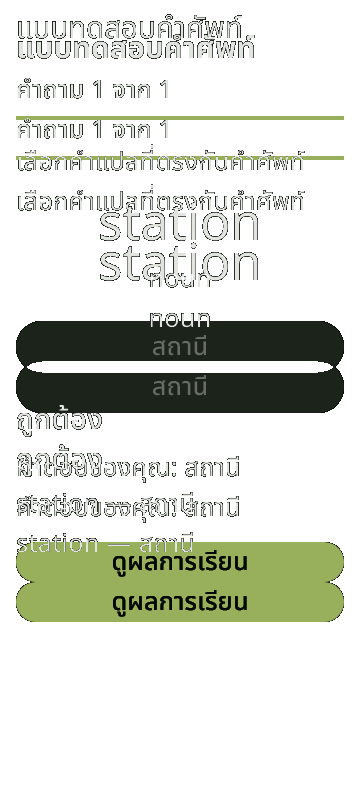 แบบทดสอบคำศัพท์
แบบทดสอบคำศัพท์
คำถาม 1 จาก 1
คำถาม 1 จาก 1
เลือกคำแปลที่ตรงกับคำศัพท์
เลือกคำแปลที่ตรงกับคำศัพท์
station
station
noun
noun
สถานี
สถานี
ถูกต้อง
ถูกต้อง
คำตอบของคุณ: สถานี
station — สถานี
คำตอบของคุณ: สถานี
station — สถานี
ดูผลการเรียน
ดูผลการเรียน